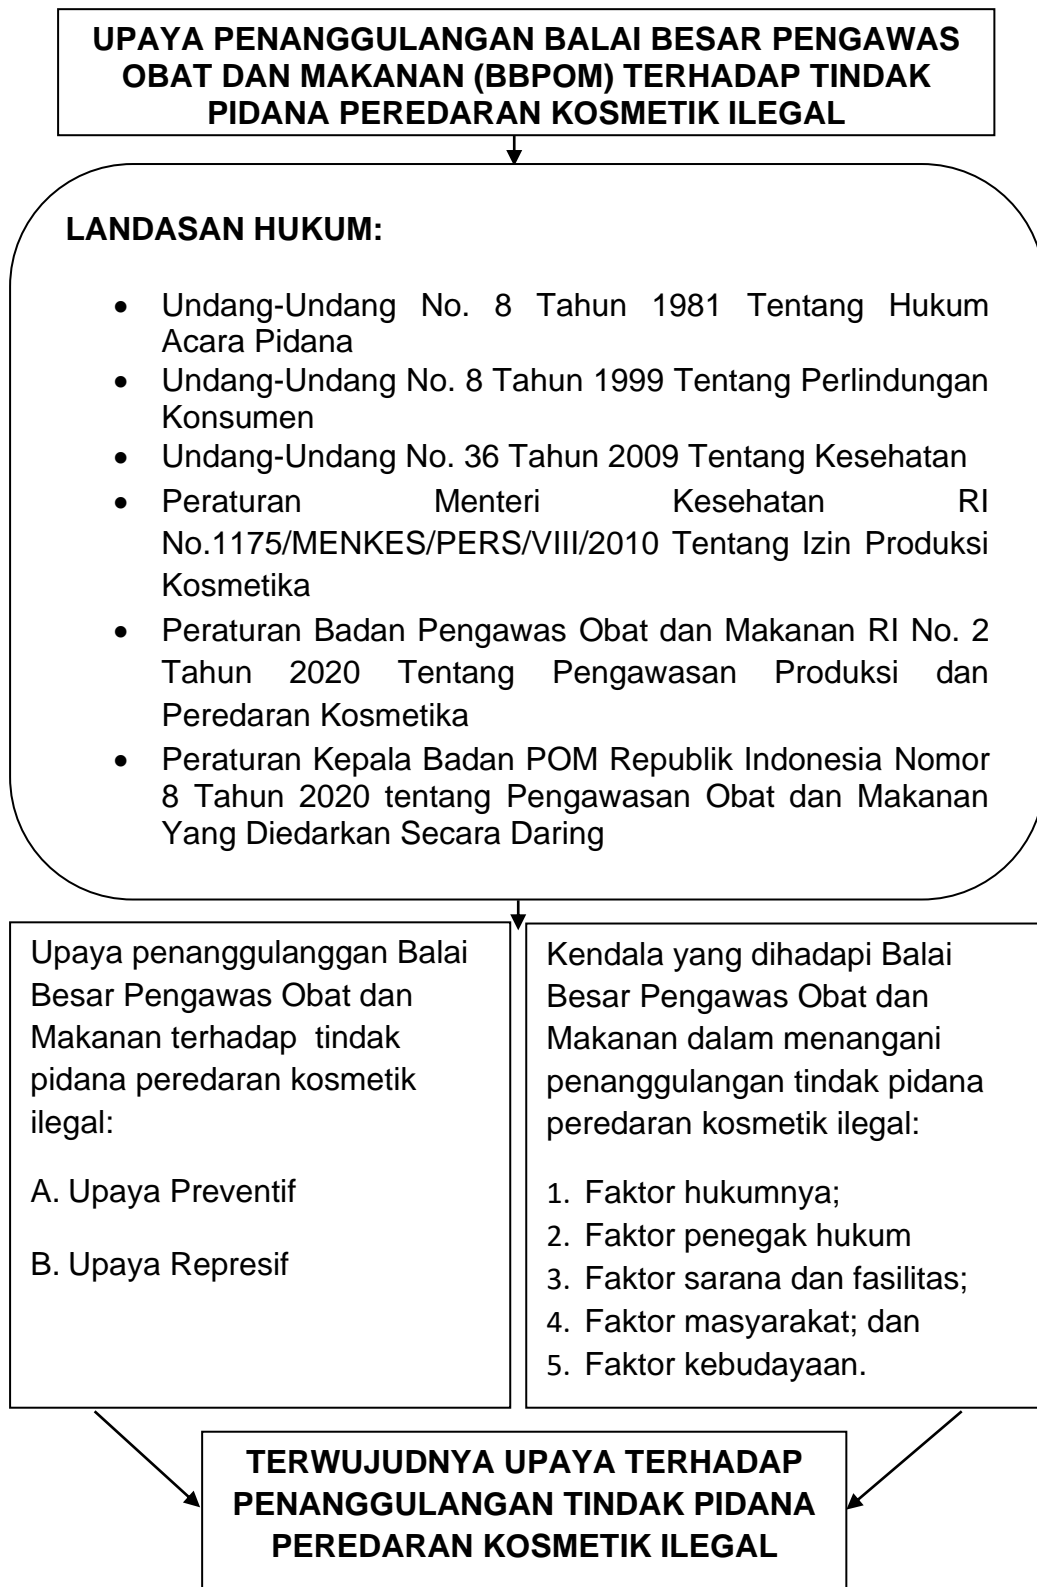 UPAYA PENANGGULANGAN BALAI BESAR PENGAWAS
OBAT DAN MAKANAN (BBPOM) TERHADAP TINDAK
PIDANA PEREDARAN KOSMETIK ILEGAL
LANDASAN HUKUM:
• Undang-Undang No. 8 Tahun 1981 Tentang Hukum
Acara Pidana
• Undang-Undang No. 8 Tahun 1999 Tentang Perlindungan
Konsumen
• Undang-Undang No. 36 Tahun 2009 Tentang Kesehatan
• Peraturan Menteri Kesehatan RI
No.1175/MENKES/PERS/VIII/2010 Tentang Izin Produksi
Kosmetika
• Peraturan Badan Pengawas Obat dan Makanan RI No. 2
Tahun 2020 Tentang Pengawasan Produksi dan
Peredaran Kosmetika
• Peraturan Kepala Badan POM Republik Indonesia Nomor
8 Tahun 2020 tentang Pengawasan Obat dan Makanan
Yang Diedarkan Secara Daring
Upaya penanggulanggan Balai
Besar Pengawas Obat dan
Makanan terhadap tindak
pidana peredaran kosmetik
ilegal:
A. Upaya Preventif
B. Upaya Represif
Kendala yang dihadapi Balai
Besar Pengawas Obat dan
Makanan dalam menangani
penanggulangan tindak pidana
peredaran kosmetik ilegal:
1. Faktor hukumnya;
2. Faktor penegak hukum
3. Faktor sarana dan fasilitas;
4. Faktor masyarakat; dan
5. Faktor kebudayaan.
TERWUJUDNYA UPAYA TERHADAP
PENANGGULANGAN TINDAK PIDANA
PEREDARAN KOSMETIK ILEGAL